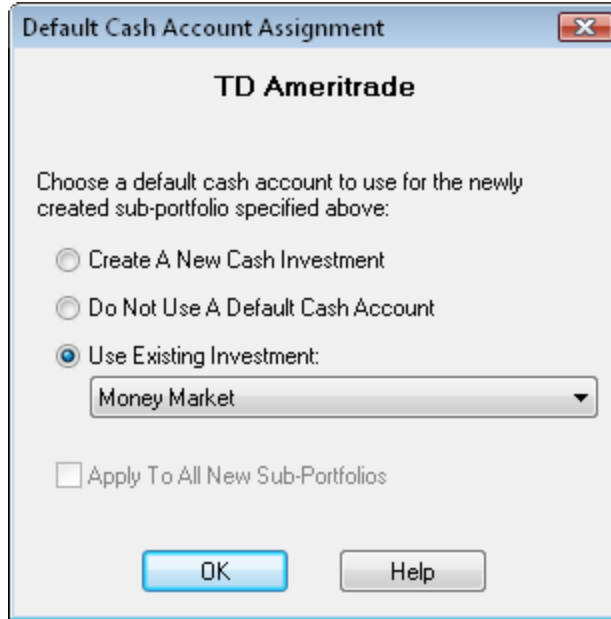 Default Cash Account Assignment
TD Ameritrade
Choose a default cash account to use for the newly
created sub-portfolio specified above:
Create A New Cash Investment
Do Not Use A Default Cash Account
Use Existing Investment:
Money Market
Apply To All New Sub-Portfolios
OK
Help